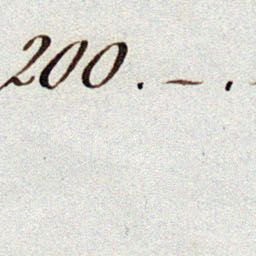 200. – . -